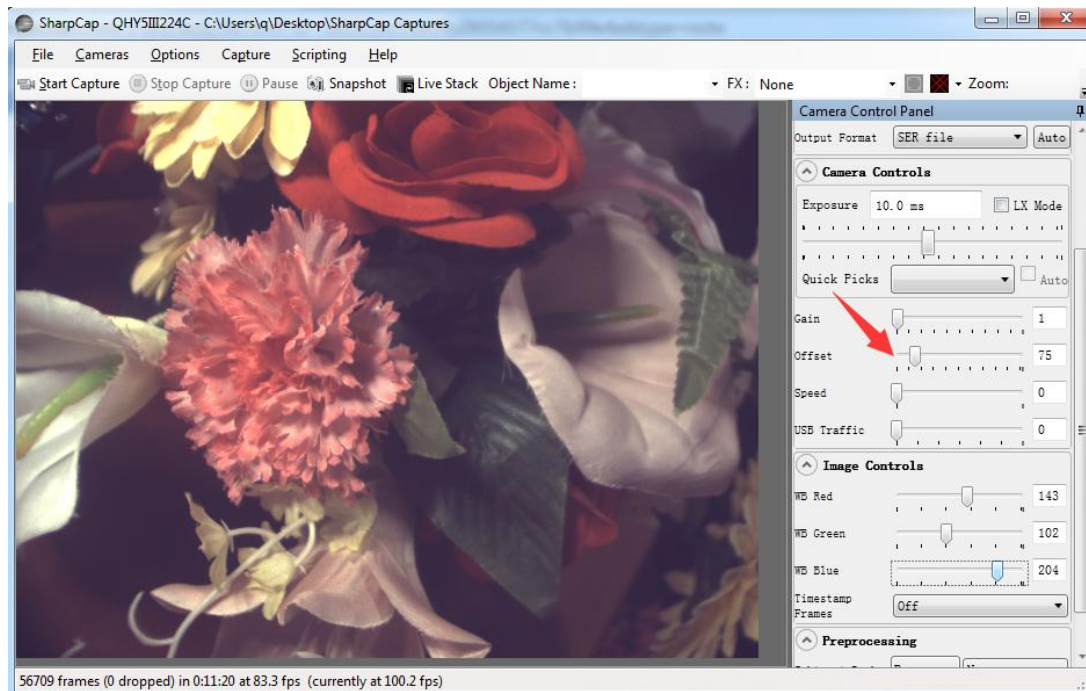 SharpCap - QHY5III224C - C:\Users\q\Desktop\SharpCap Captures
File Cameras Options Capture Scripting Help
Start Capture Stop Capture Pause Snapshot Live Stack Object Name : FX : None Zoom:
Camera Control Panel
Output Format SER file Auto
Camera Controls
Exposure 10.0 ms LX Mode
Quick Picks Auto
Gain 1
Offset 75
Speed 0
USB Traffic 0
Image Controls
WB Red 143
WB Green 102
WB Blue 204
Timestamp
Frames Off
Preprocessing
56709 frames (0 dropped) in 0:11:20 at 83.3 fps (currently at 100.2 fps)